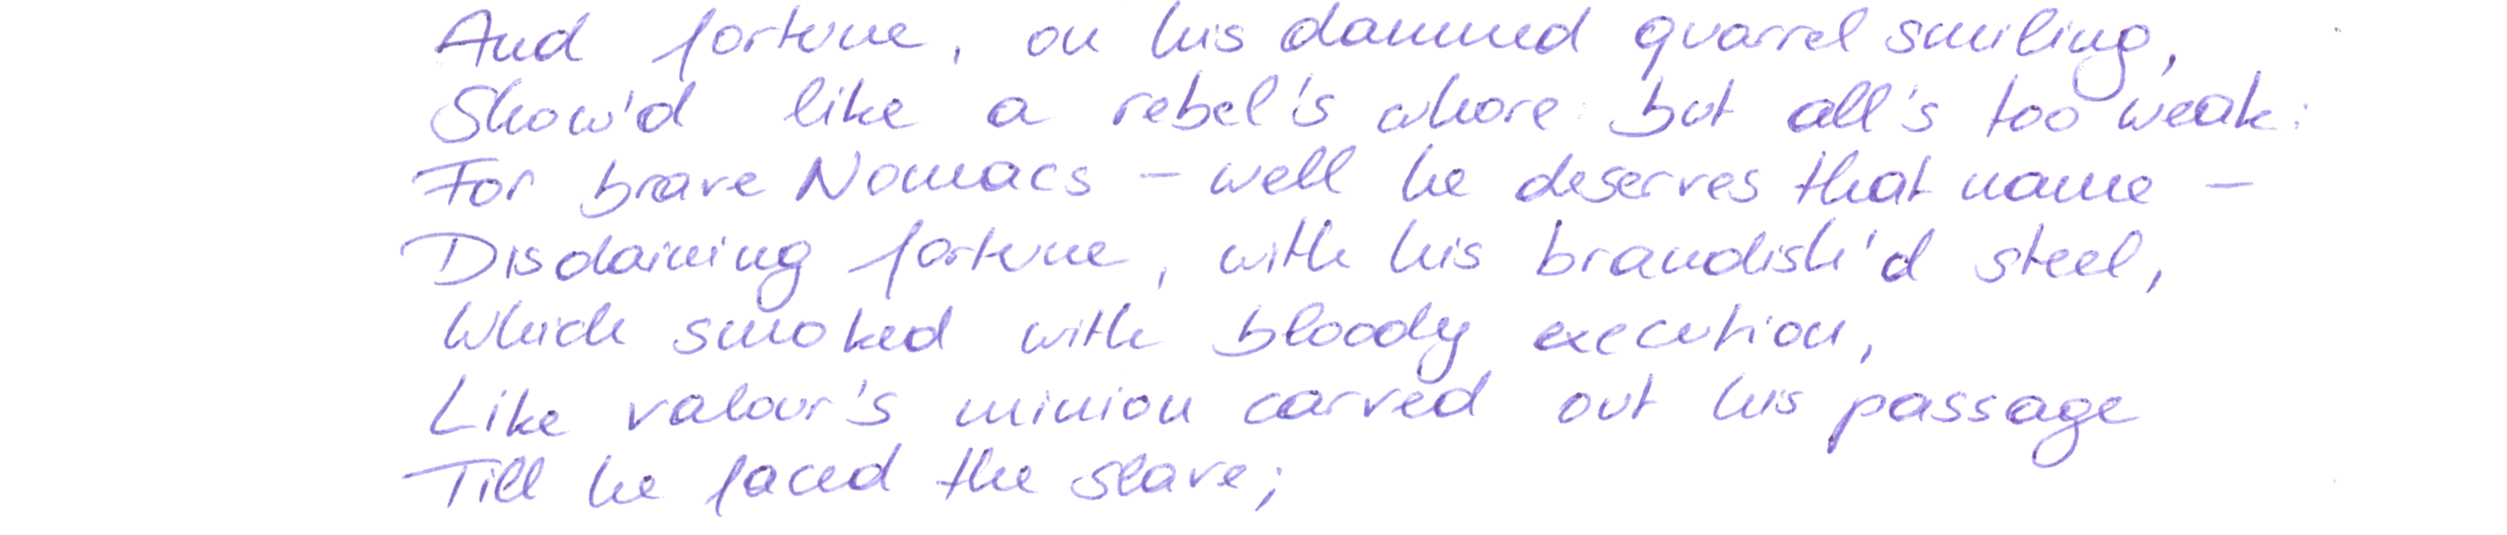 And fortune, on his damned quarrel smiling,
Show'd like a rebel's whore: but all's too weak:
For brave Nomacs - well he deserves that name -
Disdaining fortune, with his brandish'd steel,
Which smoked with bloody execution,
Like valour's minion carved out his passage
Till he faced the slave;